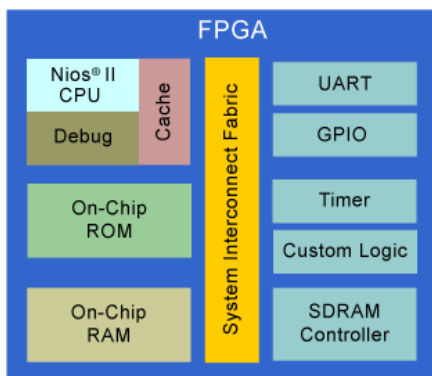 FPGA
Nios® II
CPU
Debug
Cache
On-Chip
ROM
On-Chip
RAM
System Interconnect Fabric
UART
GPIO
Timer
Custom Logic
SDRAM
Controller